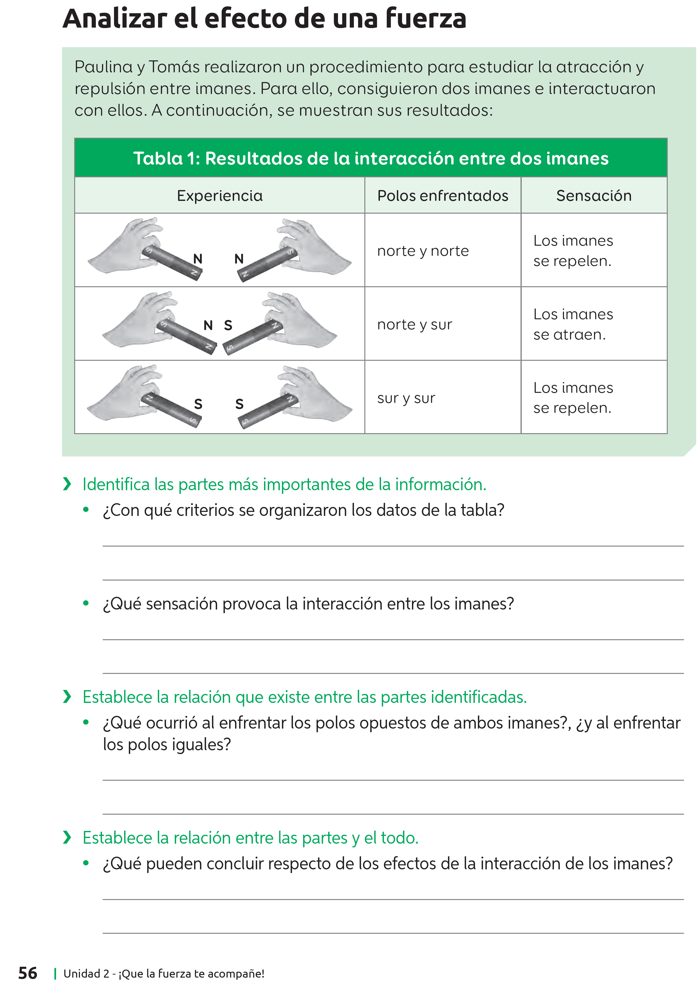 Analizar el efecto de una fuerza
Paulina y Tomás realizaron un procedimiento para estudiar la atracción y
repulsión entre imanes. Para ello, consiguieron dos imanes e interactuaron
con ellos. A continuación, se muestran sus resultados:
Tabla 1: Resultados de la interacción entre dos imanes
Experiencia Polos enfrentados Sensación
S N N S
N N
norte y norte
Los imanes
se repelen.
S N S N
N S
norte y sur
Los imanes
se atraen.
N S S N
S S
sur y sur
Los imanes
se repelen.
Identifica las partes más importantes de la información.
• ¿Con qué criterios se organizaron los datos de la tabla?
• ¿Qué sensación provoca la interacción entre los imanes?
Establece la relación que existe entre las partes identificadas.
• ¿Qué ocurrió al enfrentar los polos opuestos de ambos imanes?, ¿y al enfrentar
los polos iguales?
Establece la relación entre las partes y el todo.
• ¿Qué pueden concluir respecto de los efectos de la interacción de los imanes?
56 | Unidad 2 - ¡Que la fuerza te acompañe!